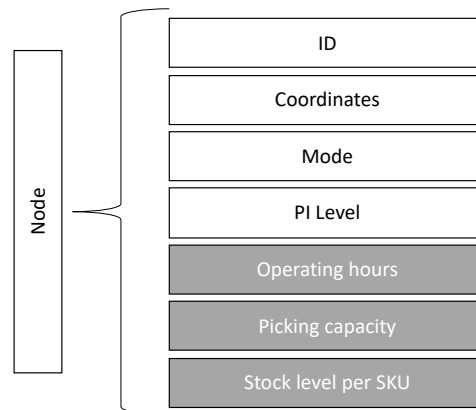 Node
ID
Coordinates
Mode
PI Level
Operating hours
Picking capacity
Stock level per SKU